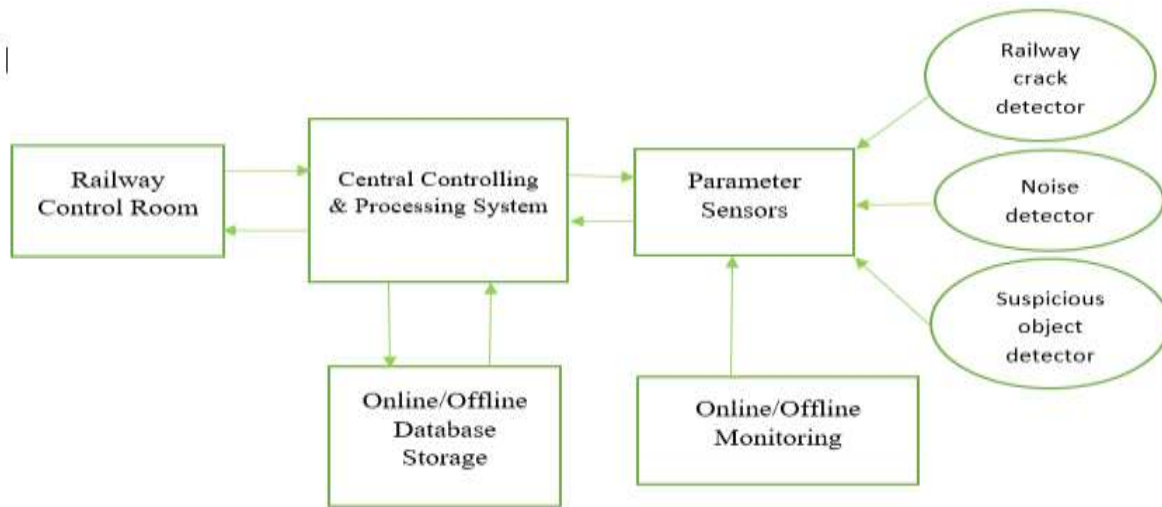 Railway
Control Room
Central Controlling
& Processing System
Parameter
Sensors
Railway
crack
detector
Noise
detector
Suspicious
object
detector
Online/Offline
Database
Storage
Online/Offline
Monitoring